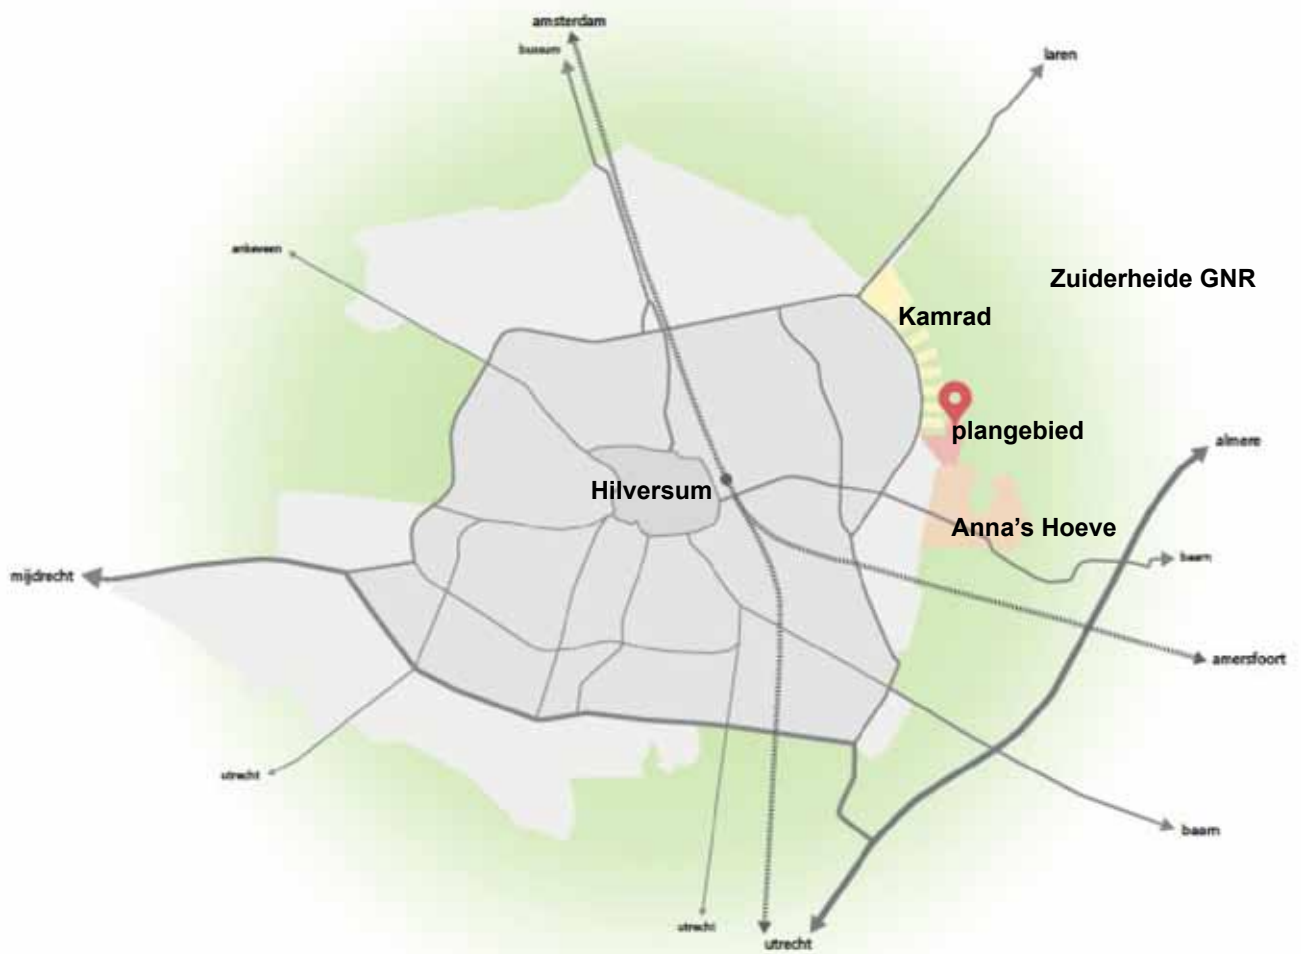 amsterdam
bussum
laren
ankeveen
Zuiderheide GNR
Kamrad
plangebied
almere
Hilversum
Anna's Hoeve
baarn
mijdrecht
amersfoort
utrecht
baarn
utrecht
utrecht